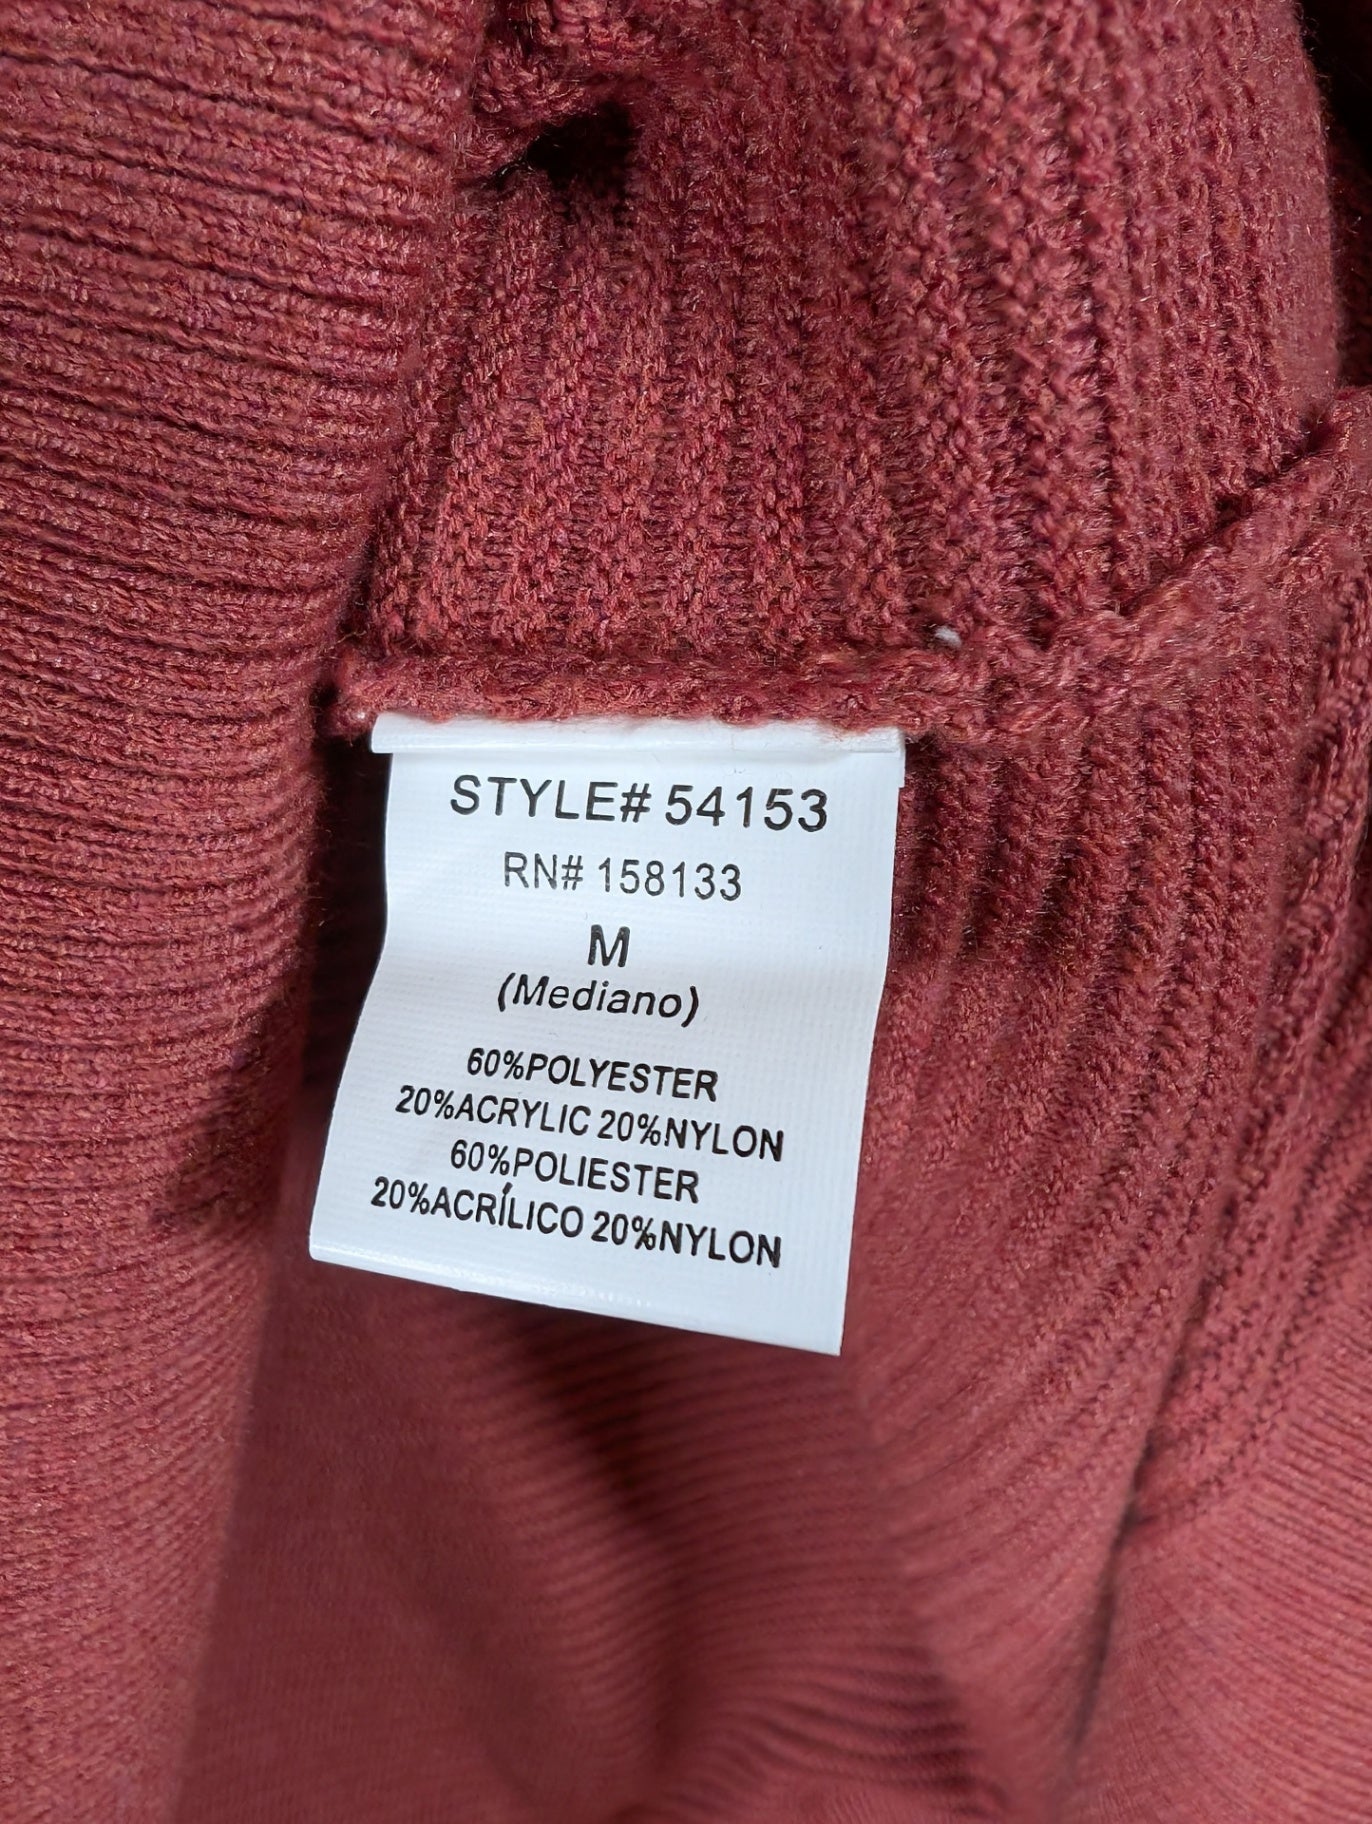 STYLE# 54153
RN# 158133
M
(Mediano)
60%POLYESTER
20%ACRYLIC 20%NYLON
60%POLIESTER
20%ACRÍLICO 20%NYLON